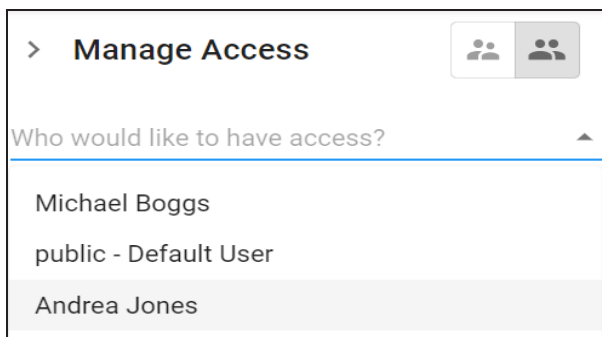 Manage Access
Who would like to have access?
Michael Boggs
public - Default User
Andrea Jones